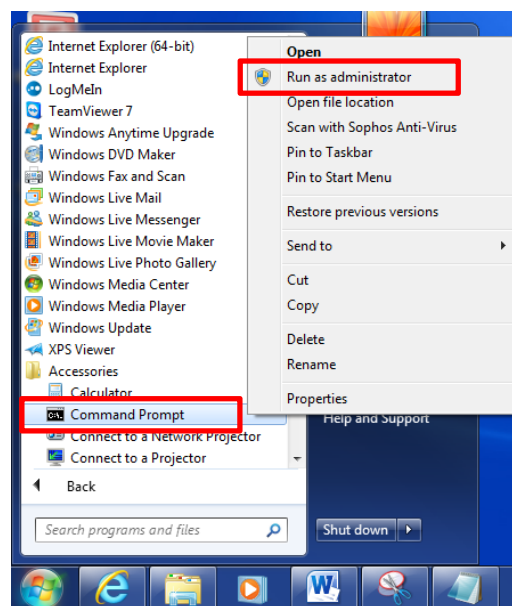 Internet Explorer (64-bit)
Internet Explorer
LogMeIn
TeamViewer 7
Windows Anytime Upgrade
Windows DVD Maker
Windows Fax and Scan
Windows Live Mail
Windows Live Messenger
Windows Live Movie Maker
Windows Live Photo Gallery
Windows Media Center
Windows Media Player
Windows Update
XPS Viewer
Accessories
Calculator
C:\.
Command Prompt
Connect to a Network Projector
Connect to a Projector
Back
Search programs and files
Open
Run as administrator
Open file location
Scan with Sophos Anti-Virus
Pin to Taskbar
Pin to Start Menu
Restore previous versions
Send to
Cut
Copy
Delete
Rename
Properties
Help and Support
Shut down
W